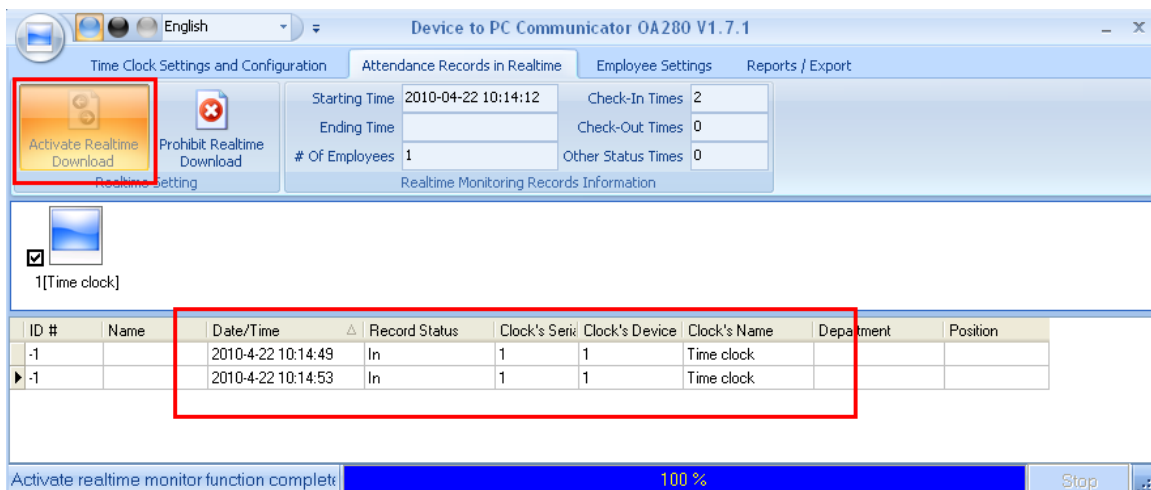 English
Device to PC Communicator OA280 V1.7.1
Time Clock Settings and Configuration
Attendance Records in Realtime
Employee Settings
Reports / Export
Activate Realtime
Download
Prohibit Realtime
Download
Realtime Setting
Starting Time 2010-04-22 10:14:12 Check-In Times 2
Ending Time Check-Out Times 0
# Of Employees 1 Other Status Times 0
Realtime Monitoring Records Information
1[Time clock]
ID # Name Date/Time Record Status Clock's Seria Clock's Device Clock's Name Department Position
-1 2010-4-22 10:14:49 In 1 1 Time clock
-1 2010-4-22 10:14:53 In 1 1 Time clock
Activate realtime monitor function complete 100 % Stop